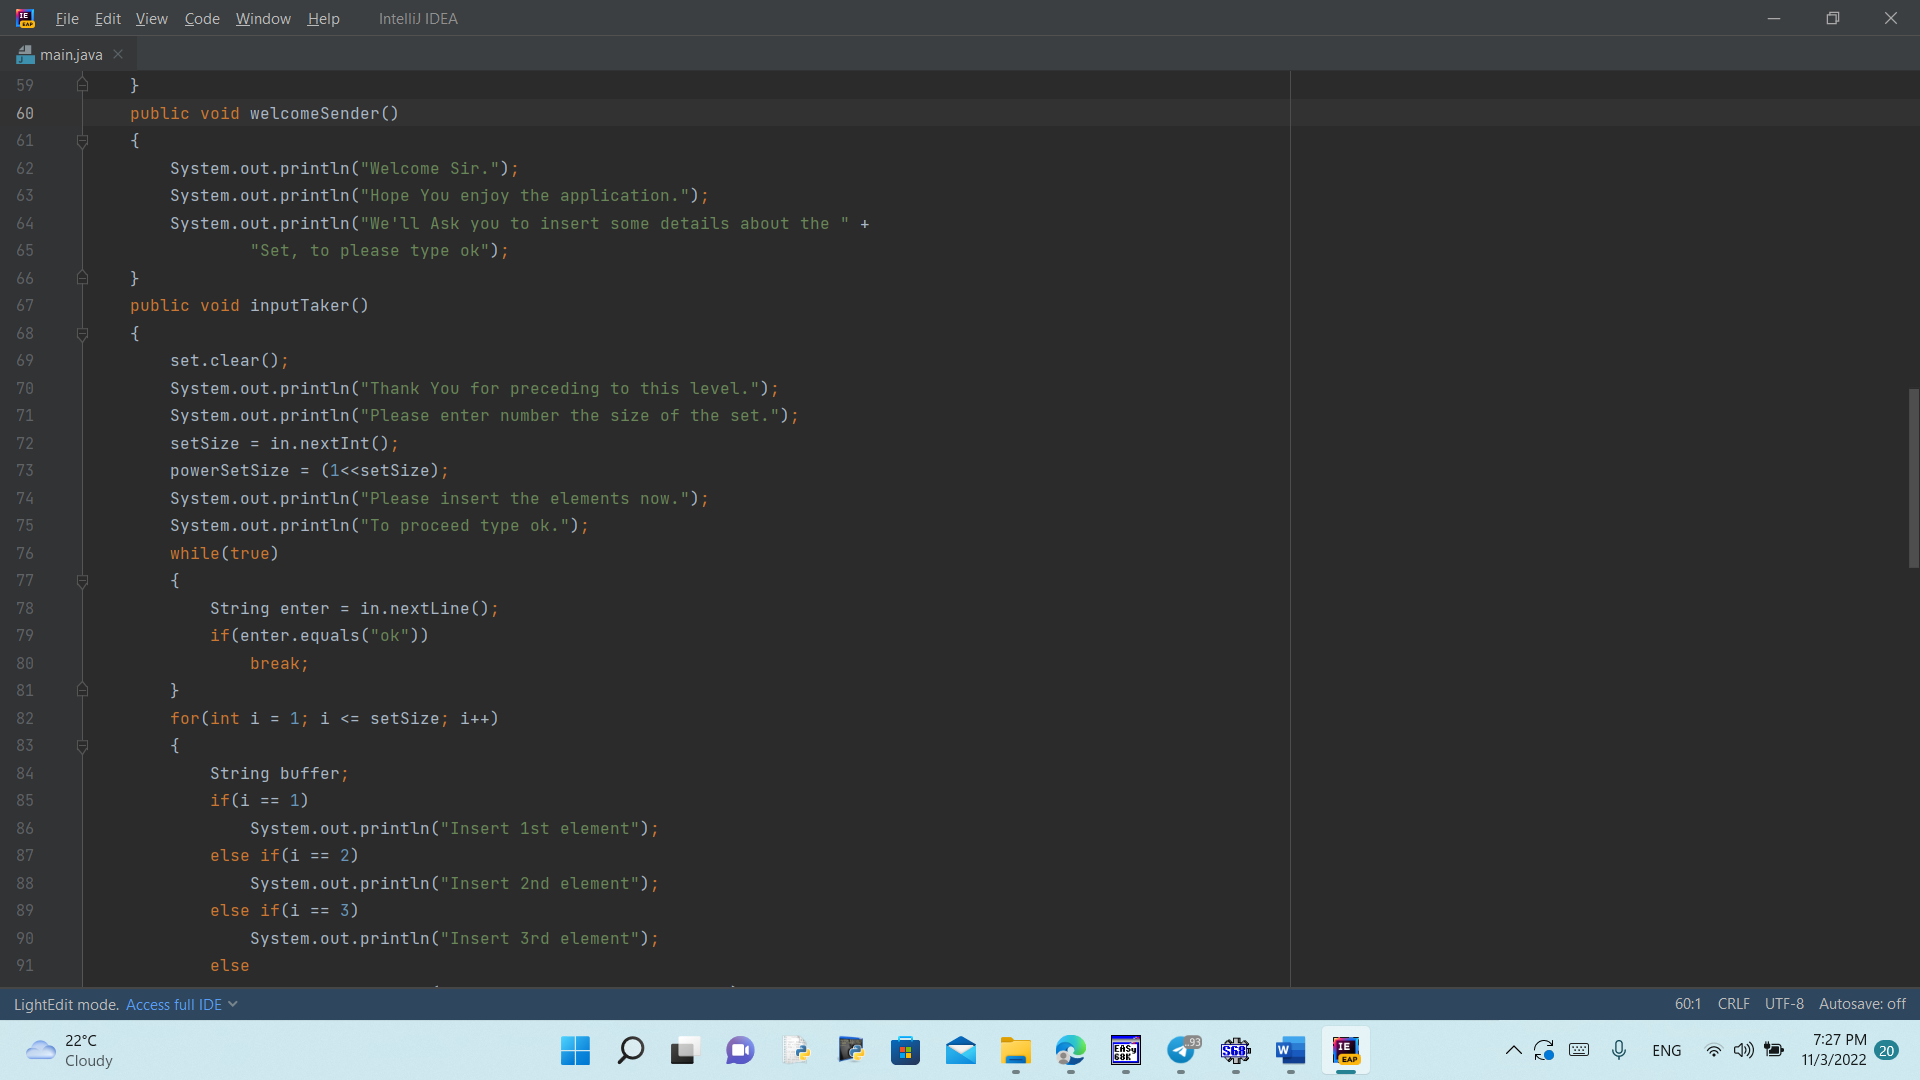 File Edit View Code Window Help IntelliJ IDEA
main.java
59 }
60 public void welcomeSender()
61 {
62 System.out.println("Welcome Sir.");
63 System.out.println("Hope You enjoy the application.");
64 System.out.println("We'll Ask you to insert some details about the " +
65 "Set, to please type ok");
66 }
67 public void inputTaker()
68 {
69 set.clear();
70 System.out.println("Thank You for preceding to this level.");
71 System.out.println("Please enter number the size of the set.");
72 setSize = in.nextInt();
73 powerSetSize = (1<<setSize);
74 System.out.println("Please insert the elements now.");
75 System.out.println("To proceed type ok.");
76 while(true)
77 {
78 String enter = in.nextLine();
79 if(enter.equals("ok"))
80 break;
81 }
82 for(int i = 1; i <= setSize; i++)
83 {
84 String buffer;
85 if(i == 1)
86 System.out.println("Insert 1st element");
87 else if(i == 2)
88 System.out.println("Insert 2nd element");
89 else if(i == 3)
90 System.out.println("Insert 3rd element");
91 else
LightEdit mode. Access full IDE 60:1 CRLF UTF-8 Autosave: off
22°C
Cloudy
EASy
68K
93
S68
W
IE
EAP
ENG
7:27 PM
11/3/2022
20